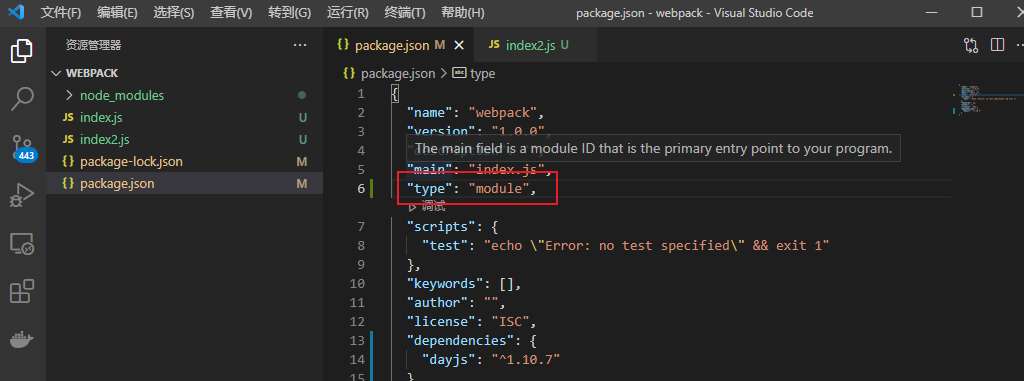 文件(F) 编辑(E) 选择(S) 查看(V) 转到(G) 运行(R) 终端(T) 帮助(H) package.json - webpack - Visual Studio Code
资源管理器
WEBPACK
node_modules
index.js U
index2.js U
package-lock.json M
package.json M
443
package.json M
JS index2.js U
{} package.json > abc type
1 {
2 "name": "webpack",
3 "version": "1.0.0",
The main field is a module ID that is the primary entry point to your program.
4
5 "main": "index.js",
6 "type": "module",
调试
7 "scripts": {
8 "test": "echo \"Error: no test specified\" && exit 1"
9 },
10 "keywords": [],
11 "author": "",
12 "license": "ISC",
13 "dependencies": {
14 "dayjs": "^1.10.7"
15 }